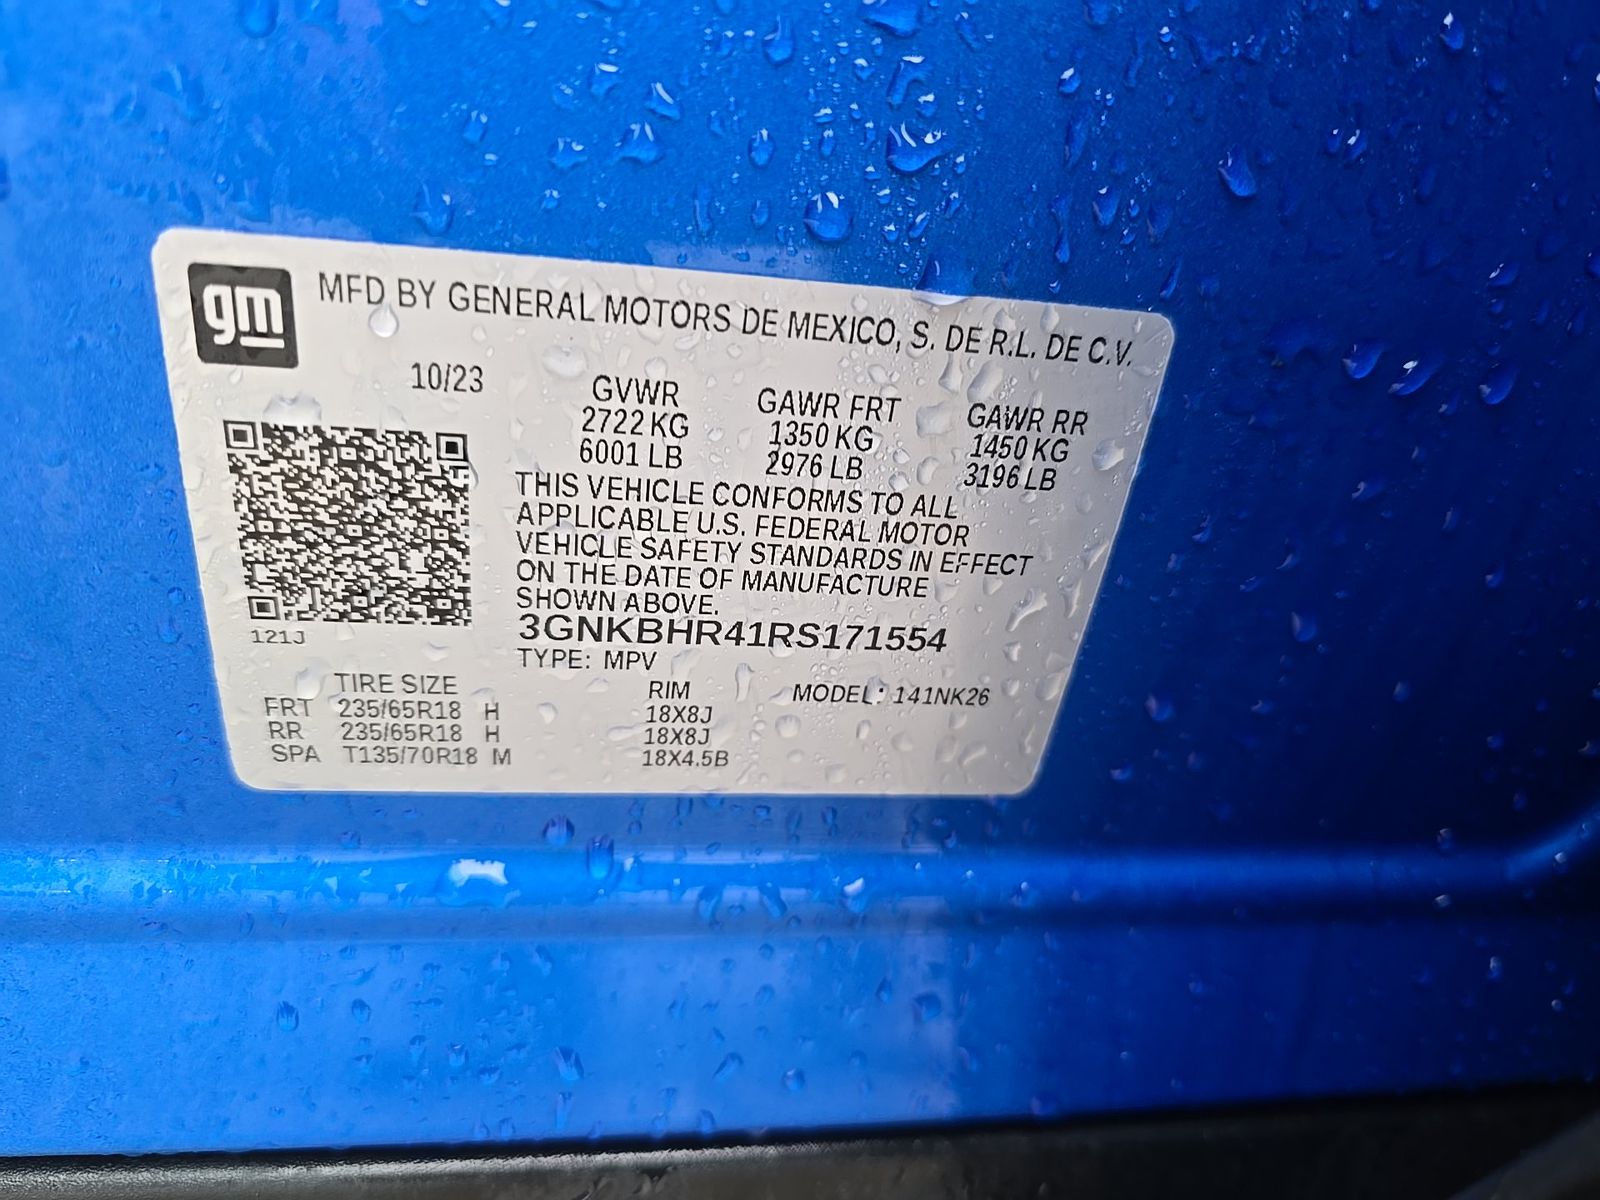 gm
MFD BY GENERAL MOTORS DE MEXICO, S. DE R.L. DE C.V.
10/23
GVWR GAWR FRT GAWR RR
2722 KG 1350 KG 1450 KG
6001 LB 2976 LB 3196 LB
THIS VEHICLE CONFORMS TO ALL
APPLICABLE U.S. FEDERAL MOTOR
VEHICLE SAFETY STANDARDS IN EFFECT
ON THE DATE OF MANUFACTURE
SHOWN ABOVE.
121J
3GNKBHR41RS171554
TYPE: MPV
TIRE SIZE RIM MODEL: 141NK26
FRT 235/65R18 H 18X8J
RR 235/65R18 H 18X8J
SPA T135/70R18 M 18X4.5B